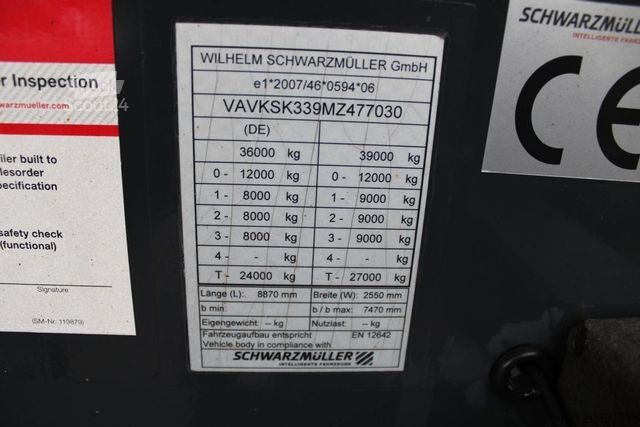 r Inspection
warzmueller.com
iler built to
lesorder
pecification
safety check
(functional)
Signature
(SM-Nr. 119879)
WILHELM SCHWARZMÜLLER GmbH
e1*2007/46*0594*06
VAVKSK339MZ477030
(DE)
36000 kg 39000 kg
0 - 12000 kg 0 - 12000 kg
1 - 8000 kg 1 - 9000 kg
2 - 8000 kg 2 - 9000 kg
3 - 8000 kg 3 - 9000 kg
4 - - kg 4 - - kg
T - 24000 kg T - 27000 kg
Länge (L): 8870 mm Breite (W): 2550 mm
b min: b / b max: 7470 mm
Eigengewicht: -- kg Nutzlast: -- kg
Fahrzeugaufbau entspricht EN 12642
Vehicle body in compliance with
SCHWARZMÜLLER
INTELLIGENTE FAHRZEUGE
SCHWARZMÜLLER
INTELLIGENTE FAHRZEUGE
CE